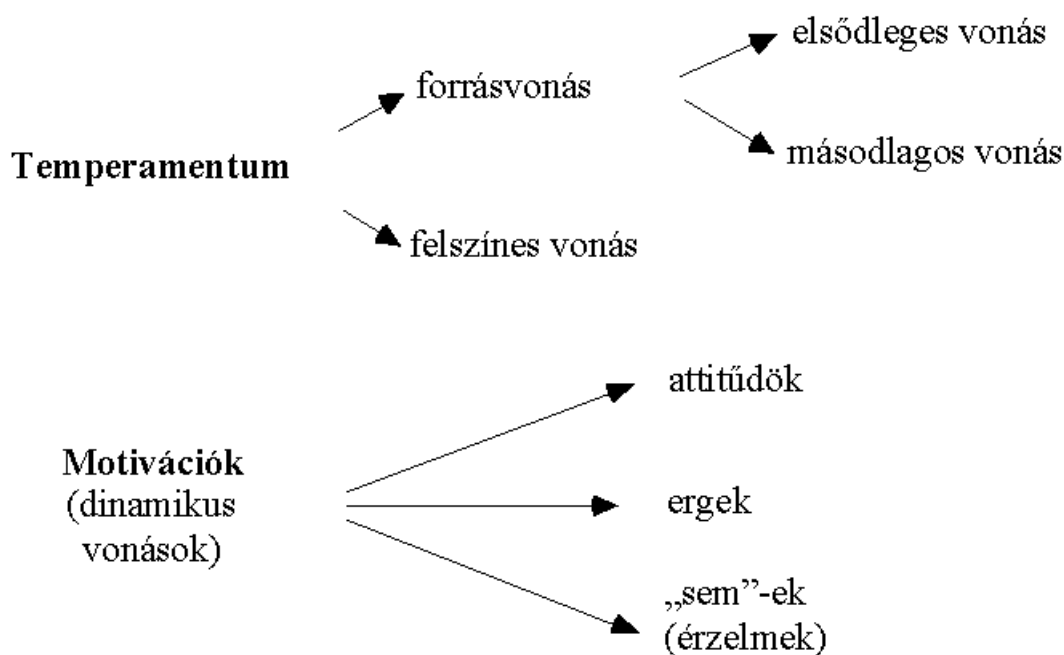 elsődleges vonás
forrásvonás
másodlagos vonás
Temperamentum
felszínes vonás
attitűdök
Motivációk
(dinamikus
vonások)
ergek
„sem”-ek
(érzelmek)